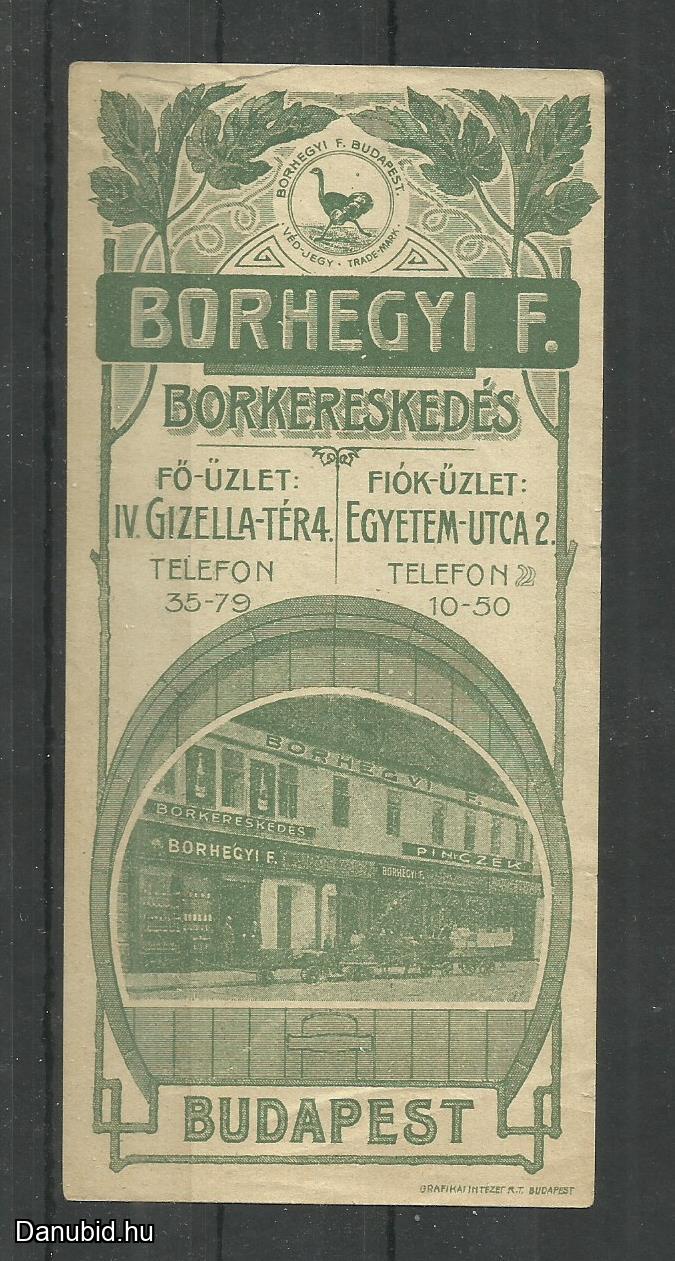 BORHEGYI F. BUDAPEST.
VÉD-JEGY · TRADE-MARK
BORHEGYI F.
BORKERESKEDÉS
FŐ-ÜZLET:
IV. GIZELLA-TÉR 4.
TELEFON
35-79
FIÓK-ÜZLET:
EGYETEM-UTCA 2.
TELEFON
10-50
BORHEGYI F.
BORKERESKEDÉS
PINCZÉK
BORHEGYI F.
BORHEGYI F.
BUDAPEST
GRAFIKAI INTÉZET R.T. BUDAPEST
Danubid.hu